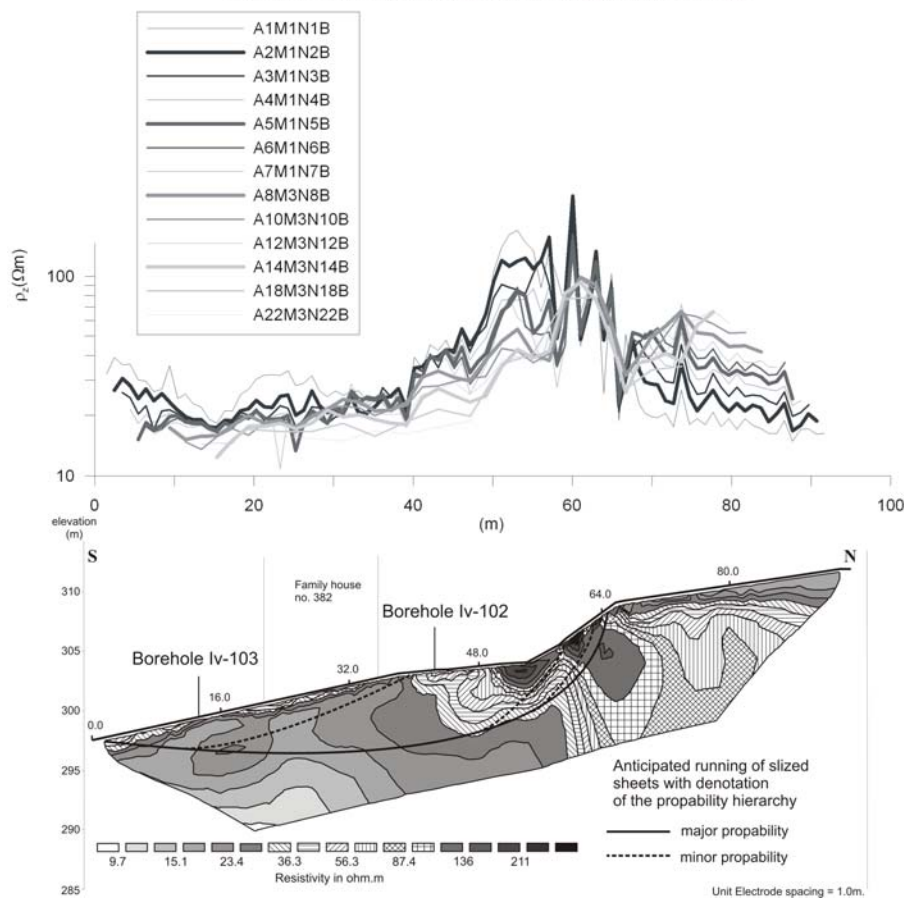 A1M1N1B
A2M1N2B
A3M1N3B
A4M1N4B
A5M1N5B
A6M1N6B
A7M1N7B
A8M3N8B
A10M3N10B
A12M3N12B
A14M3N14B
A18M3N18B
A22M3N22B
ρz(Ωm)
100
10
0 20 40 60 80 100
(m)
elevation
(m)
S N
310
305
300
295
290
285
Family house
no. 382
Borehole Iv-102
Borehole Iv-103
0.0 16.0 32.0 48.0 64.0 80.0
Anticipated running of slized
sheets with denotation
of the propability hierarchy
major propability
minor propability
9.7 15.1 23.4 36.3 56.3 87.4 136 211
Resistivity in ohm.m
Unit Electrode spacing = 1.0m.